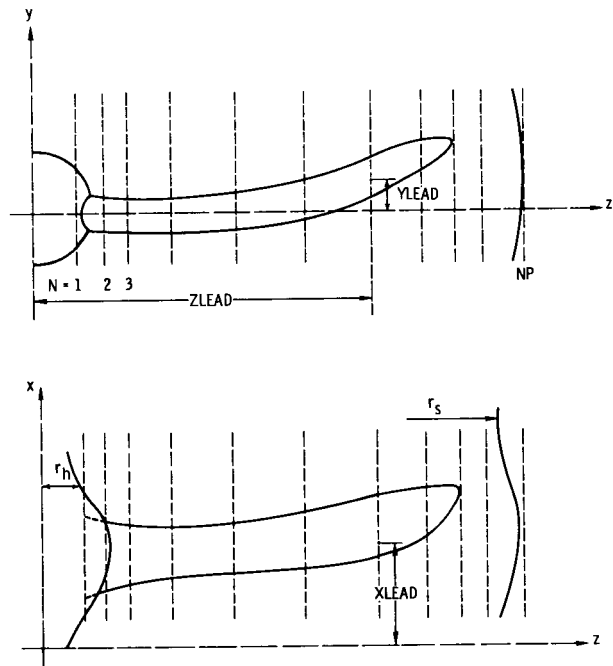 y
YLEAD
z
N = 1 2 3
NP
ZLEAD
x
r_s
r_h
XLEAD
z